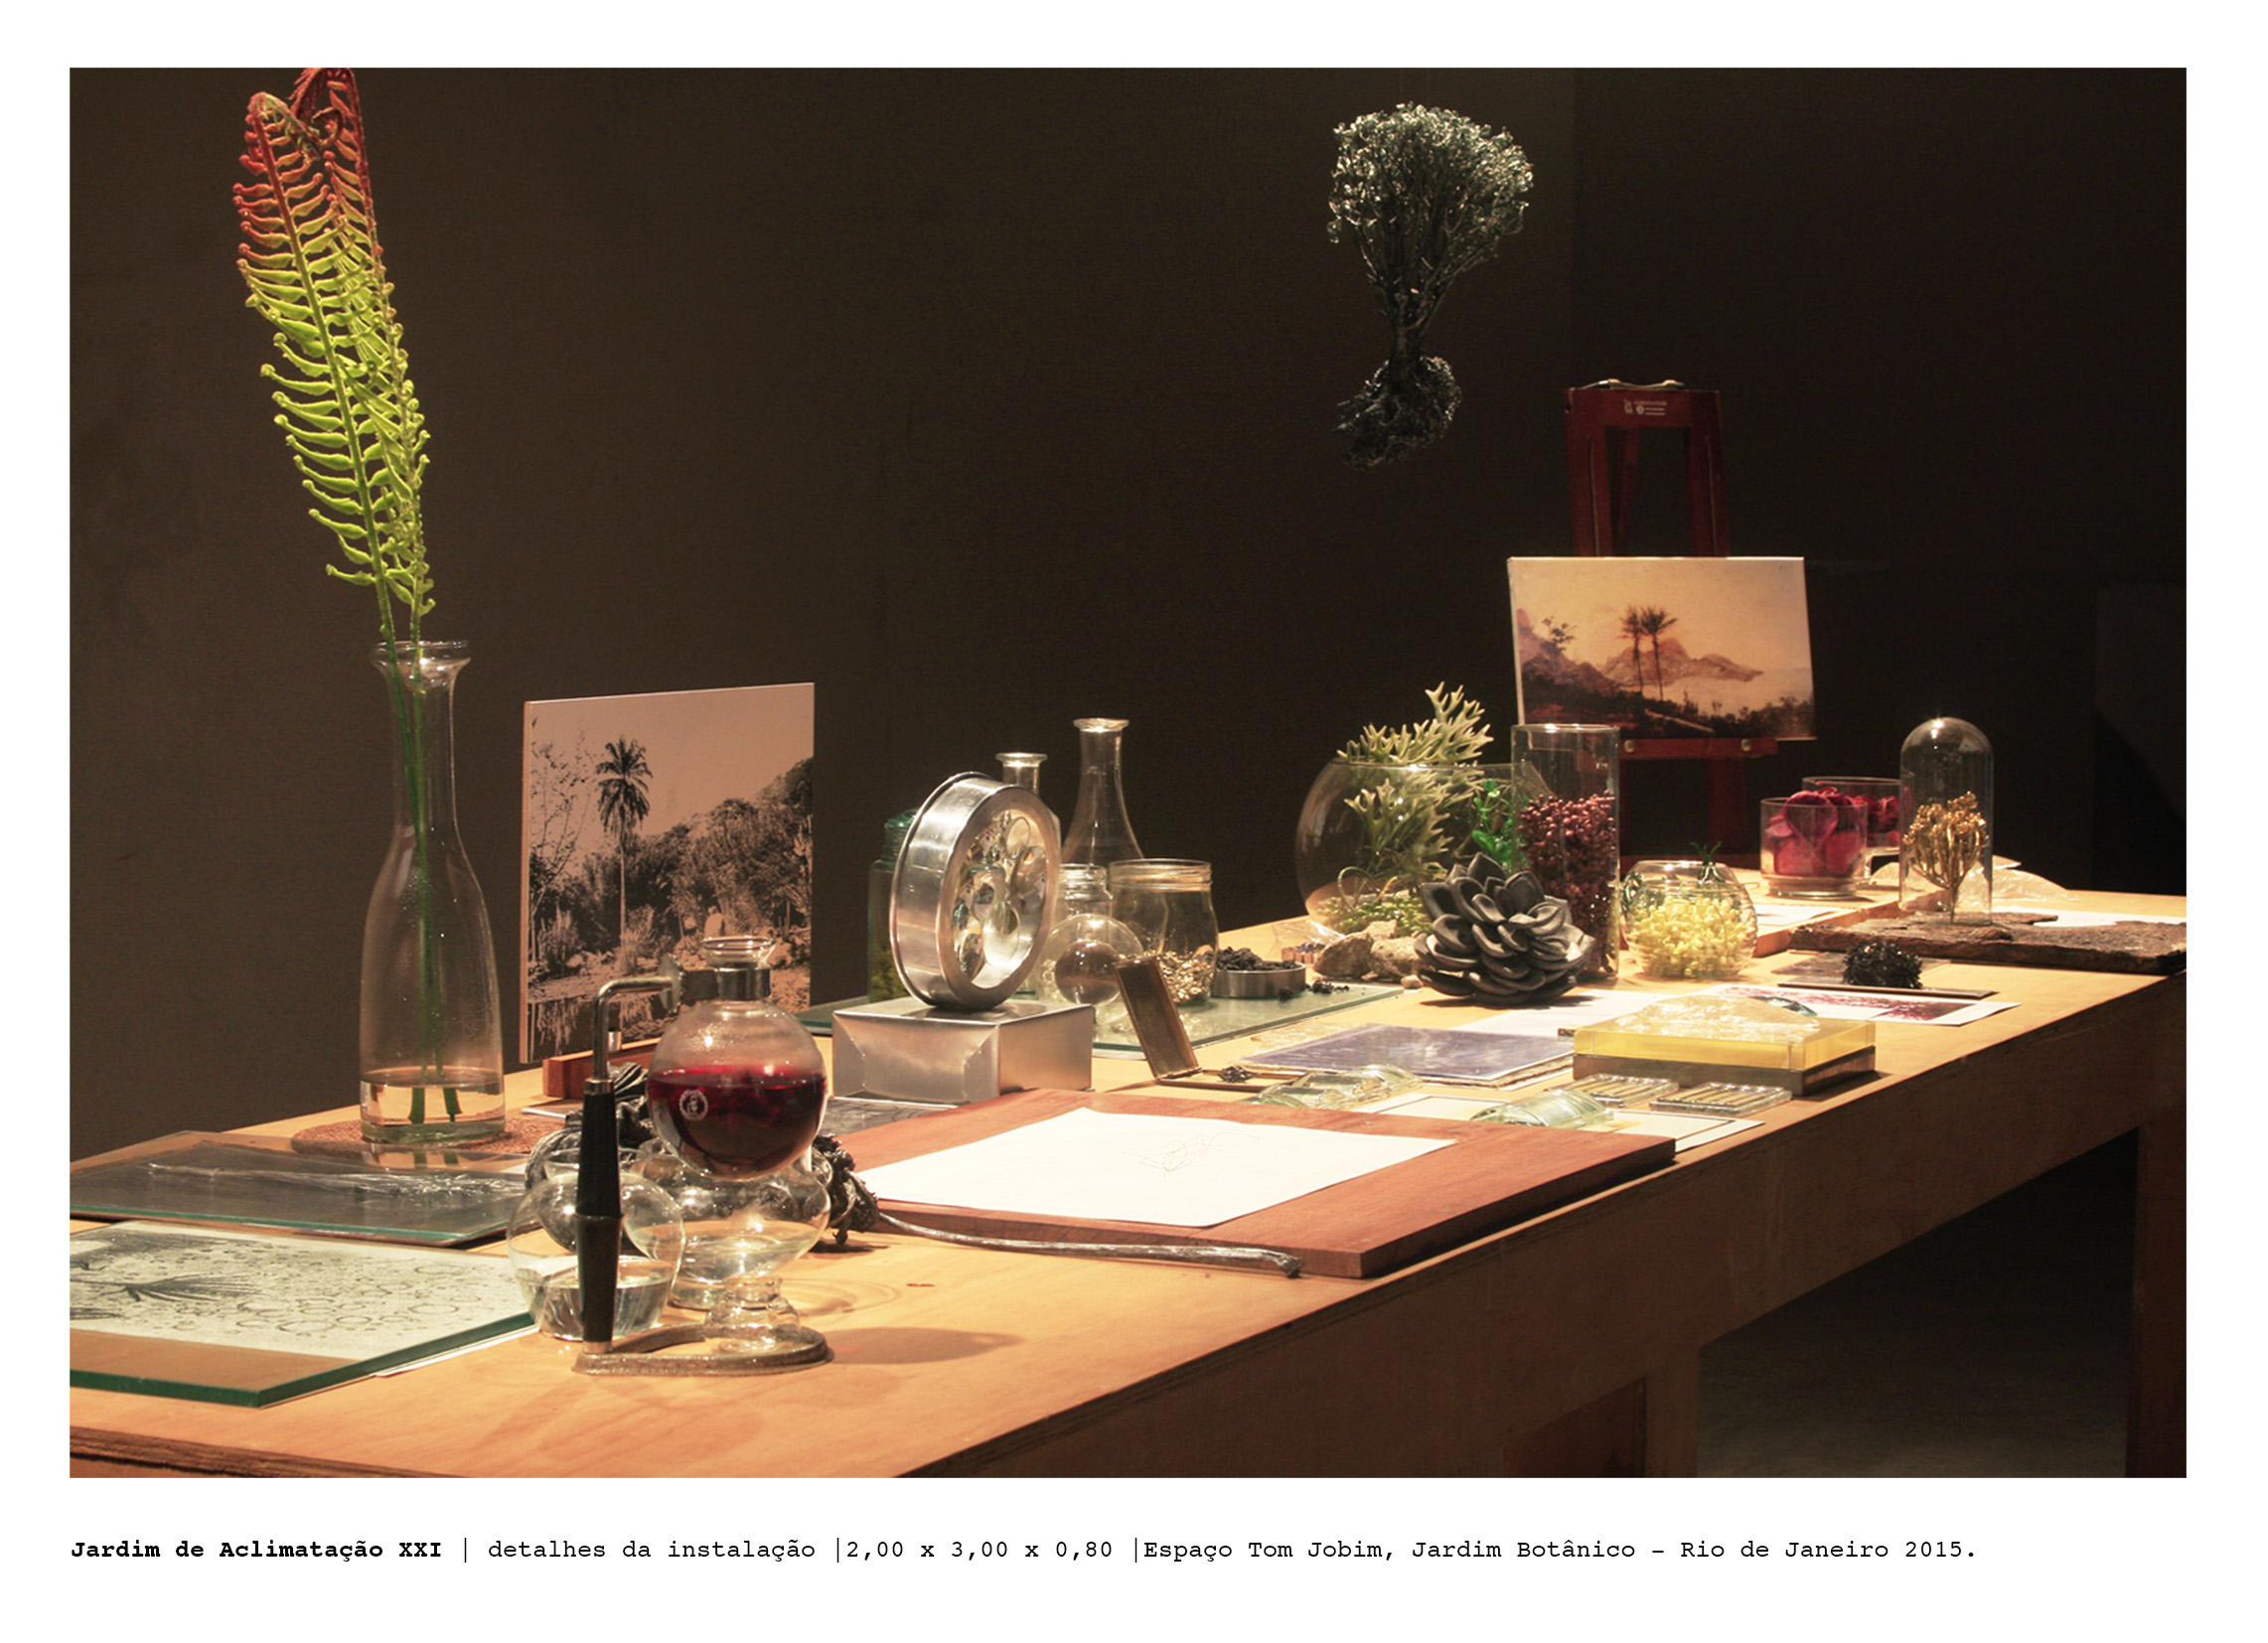 Jardim de Aclimatação XXI | detalhes da instalação |2,00 x 3,00 x 0,80 |Espaço Tom Jobim, Jardim Botânico – Rio de Janeiro 2015.